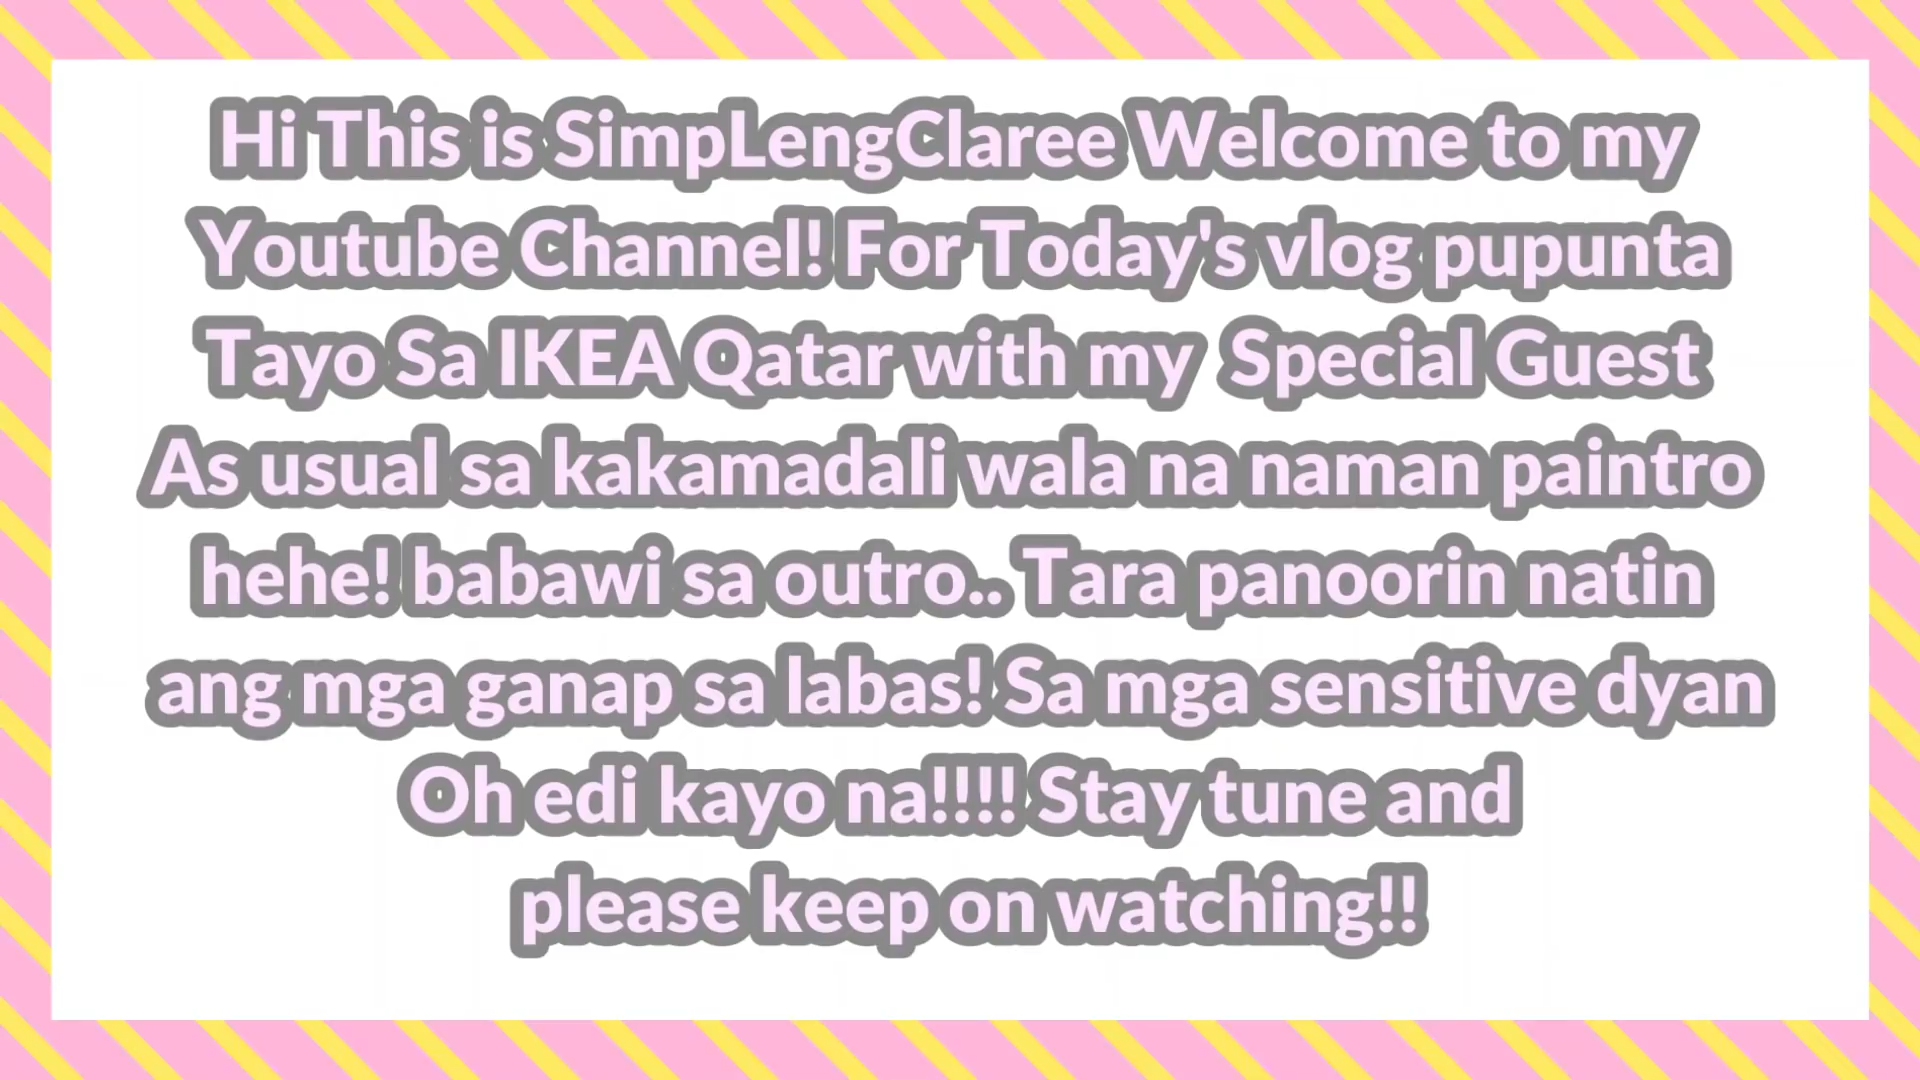 Hi This is SimpLengClaree Welcome to my
Youtube Channel! For Today's vlog pupunta
Tayo Sa IKEA Qatar with my Special Guest
As usual sa kakamadali wala na naman paintro
hehe! babawi sa outro.. Tara panoorin natin
ang mga ganap sa labas! Sa mga sensitive dyan
Oh edi kayo na!!!! Stay tune and
please keep on watching!!